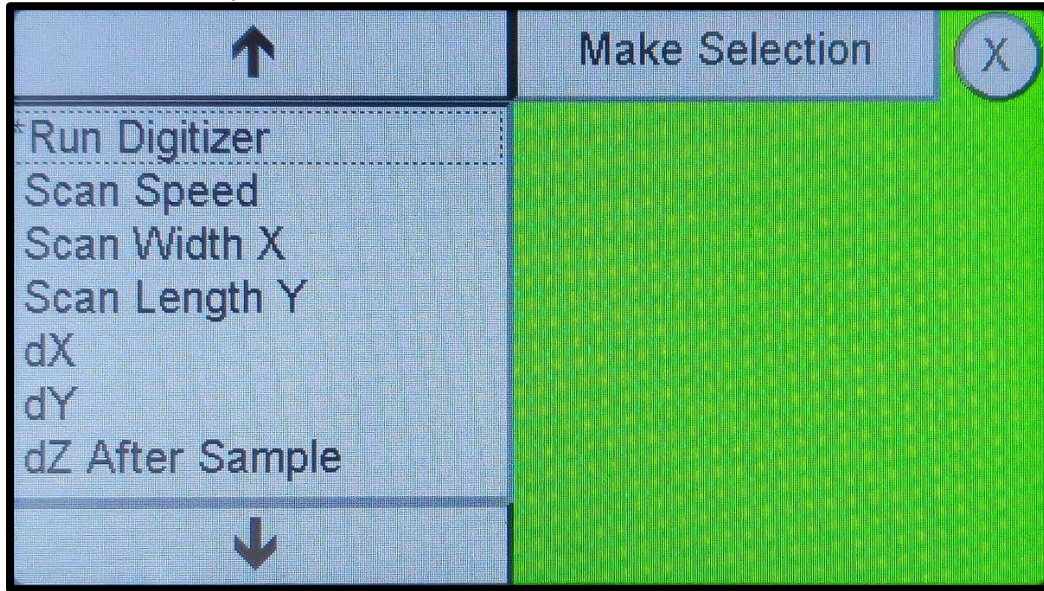 Make Selection
X
*Run Digitizer
Scan Speed
Scan Width X
Scan Length Y
dX
dY
dZ After Sample